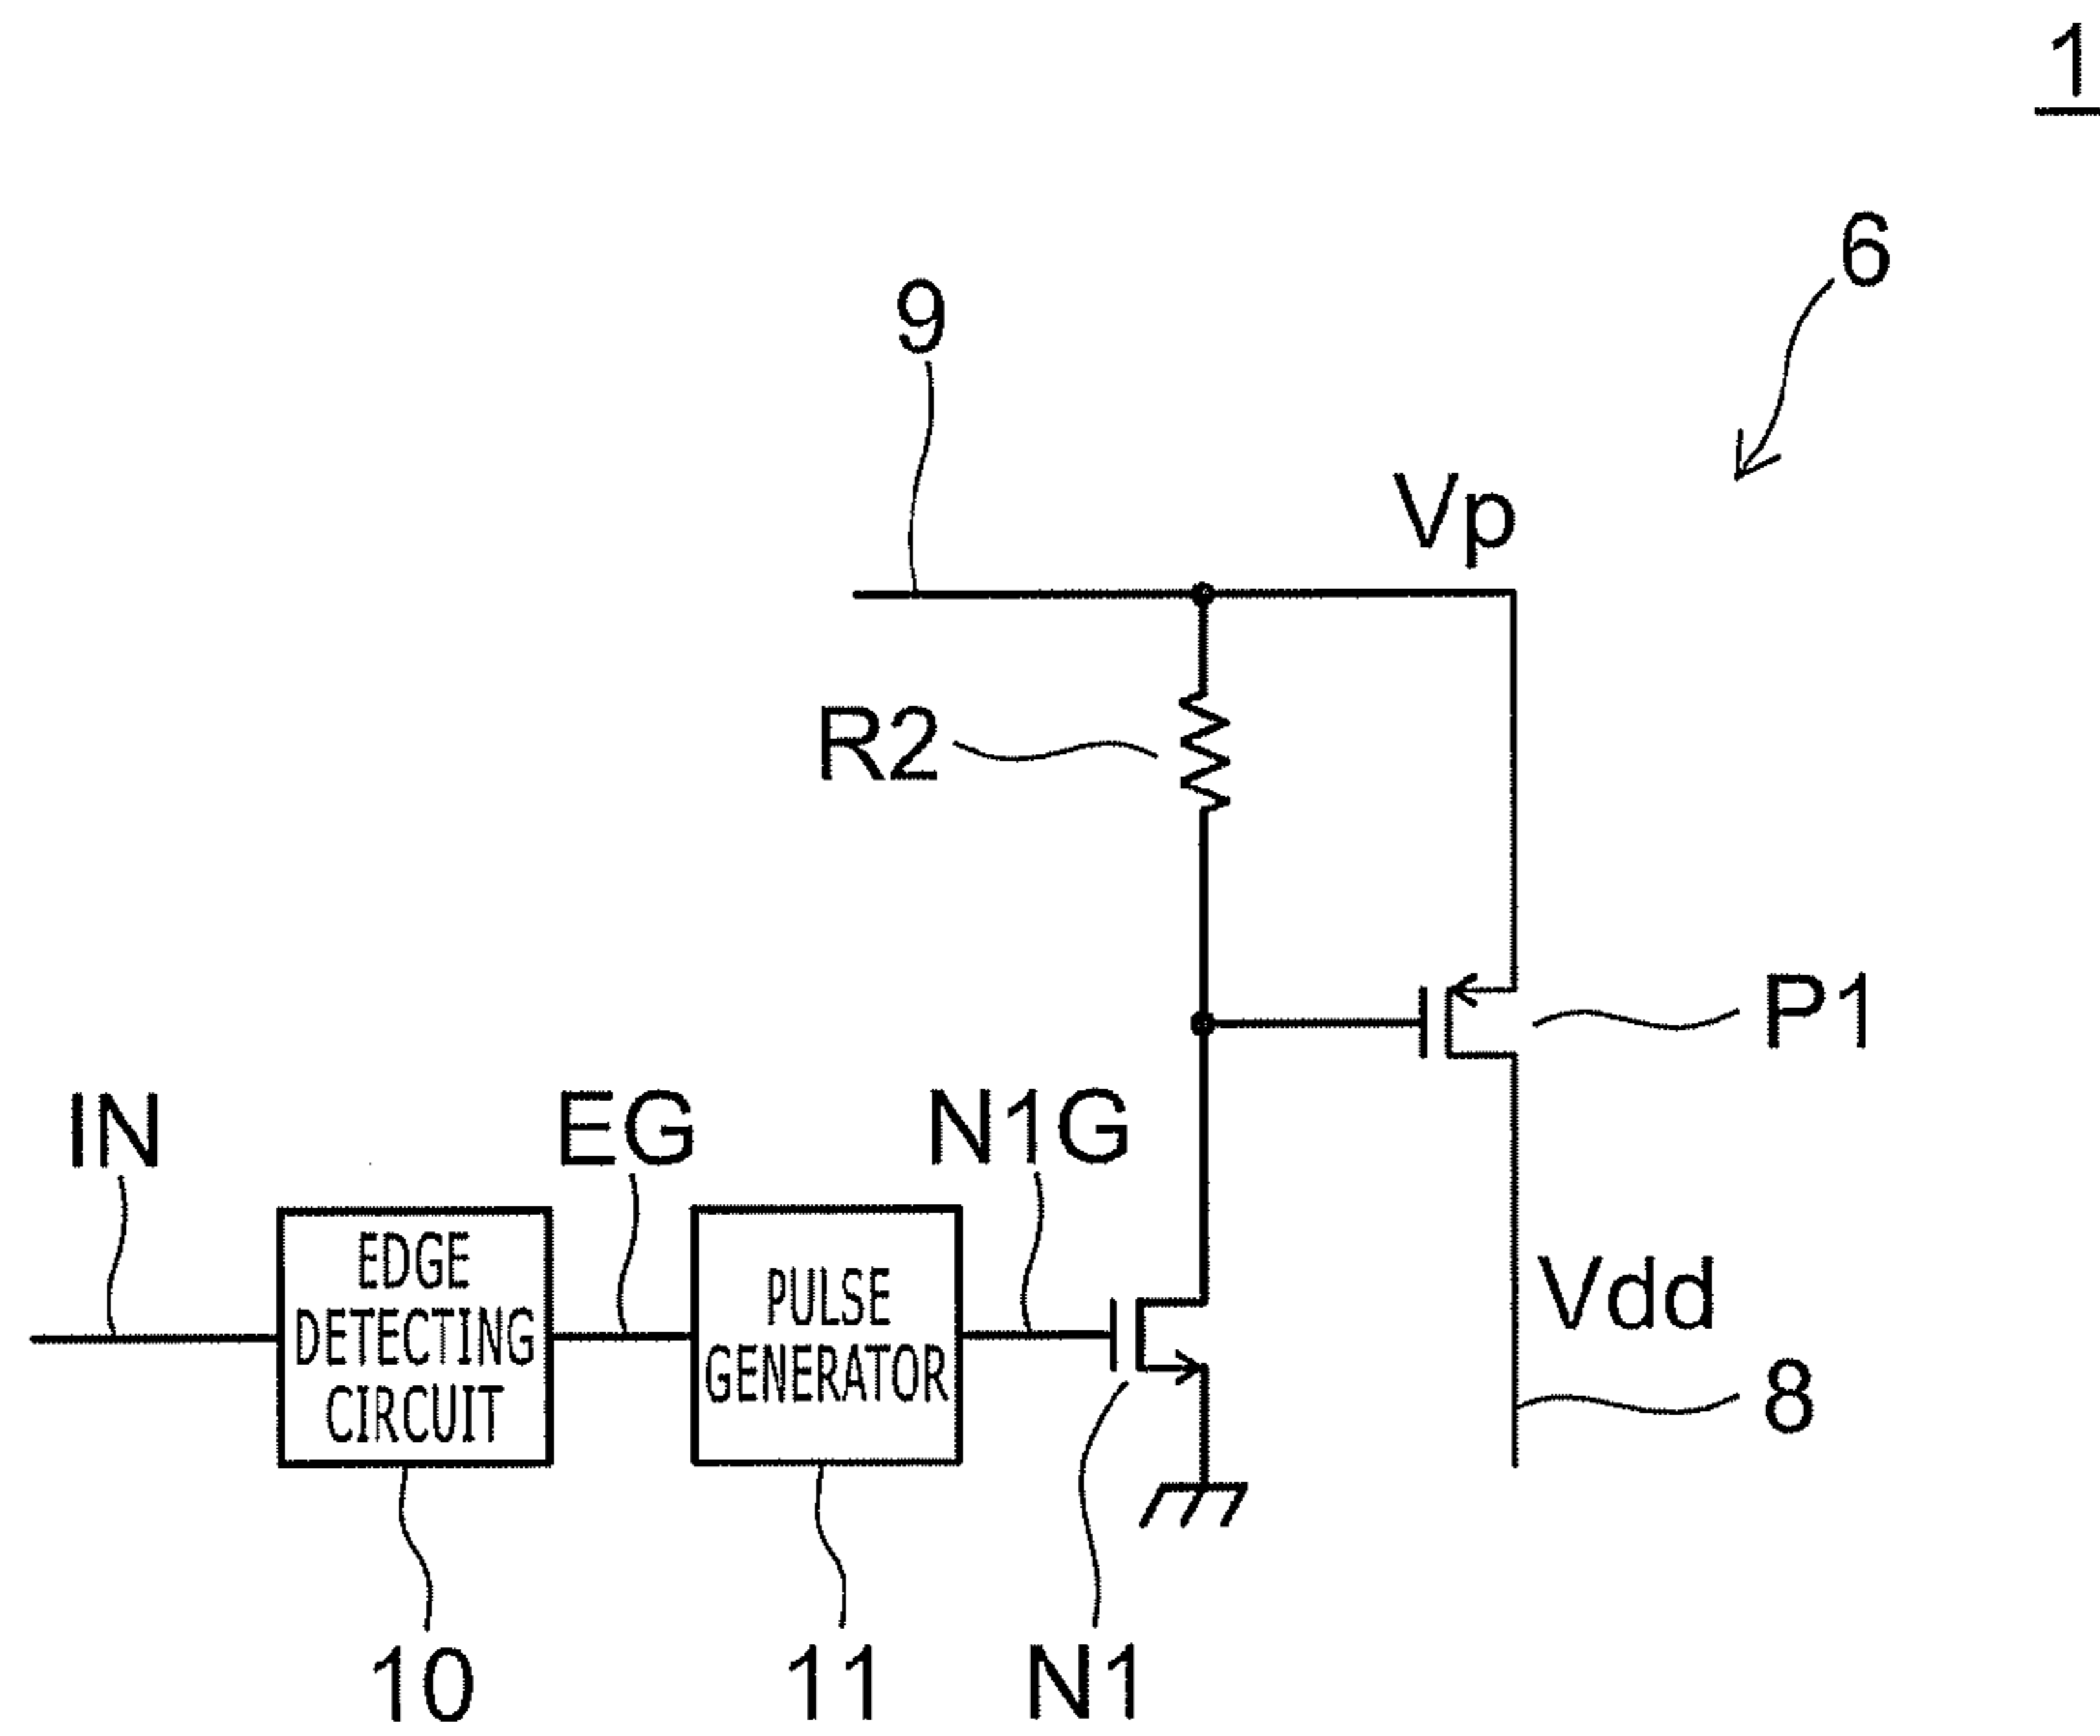 1
6
9
Vp
R2
P1
IN
EG
N1G
EDGE
DETECTING
CIRCUIT
PULSE
GENERATOR
Vdd
8
10
11
N1